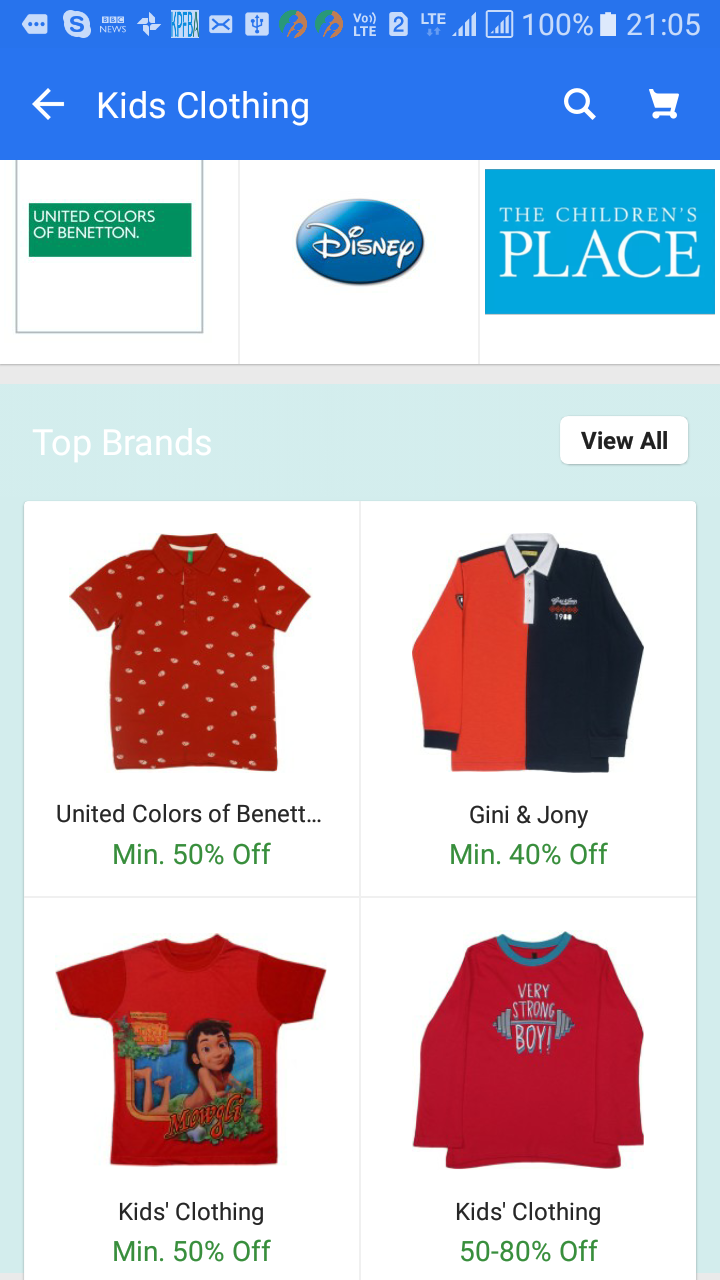 BBC
NEWS
KPFBA
Vo))
LTE
2
LTE
100%
21:05
Kids Clothing
UNITED COLORS
OF BENETTON.
DISNEY
THE CHILDREN'S
PLACE
Top Brands
View All
1988
United Colors of Benett...
Min. 50% Off
Gini & Jony
Min. 40% Off
Mowgli
VERY
STRONG
BOY!
Kids' Clothing
Min. 50% Off
Kids' Clothing
50-80% Off